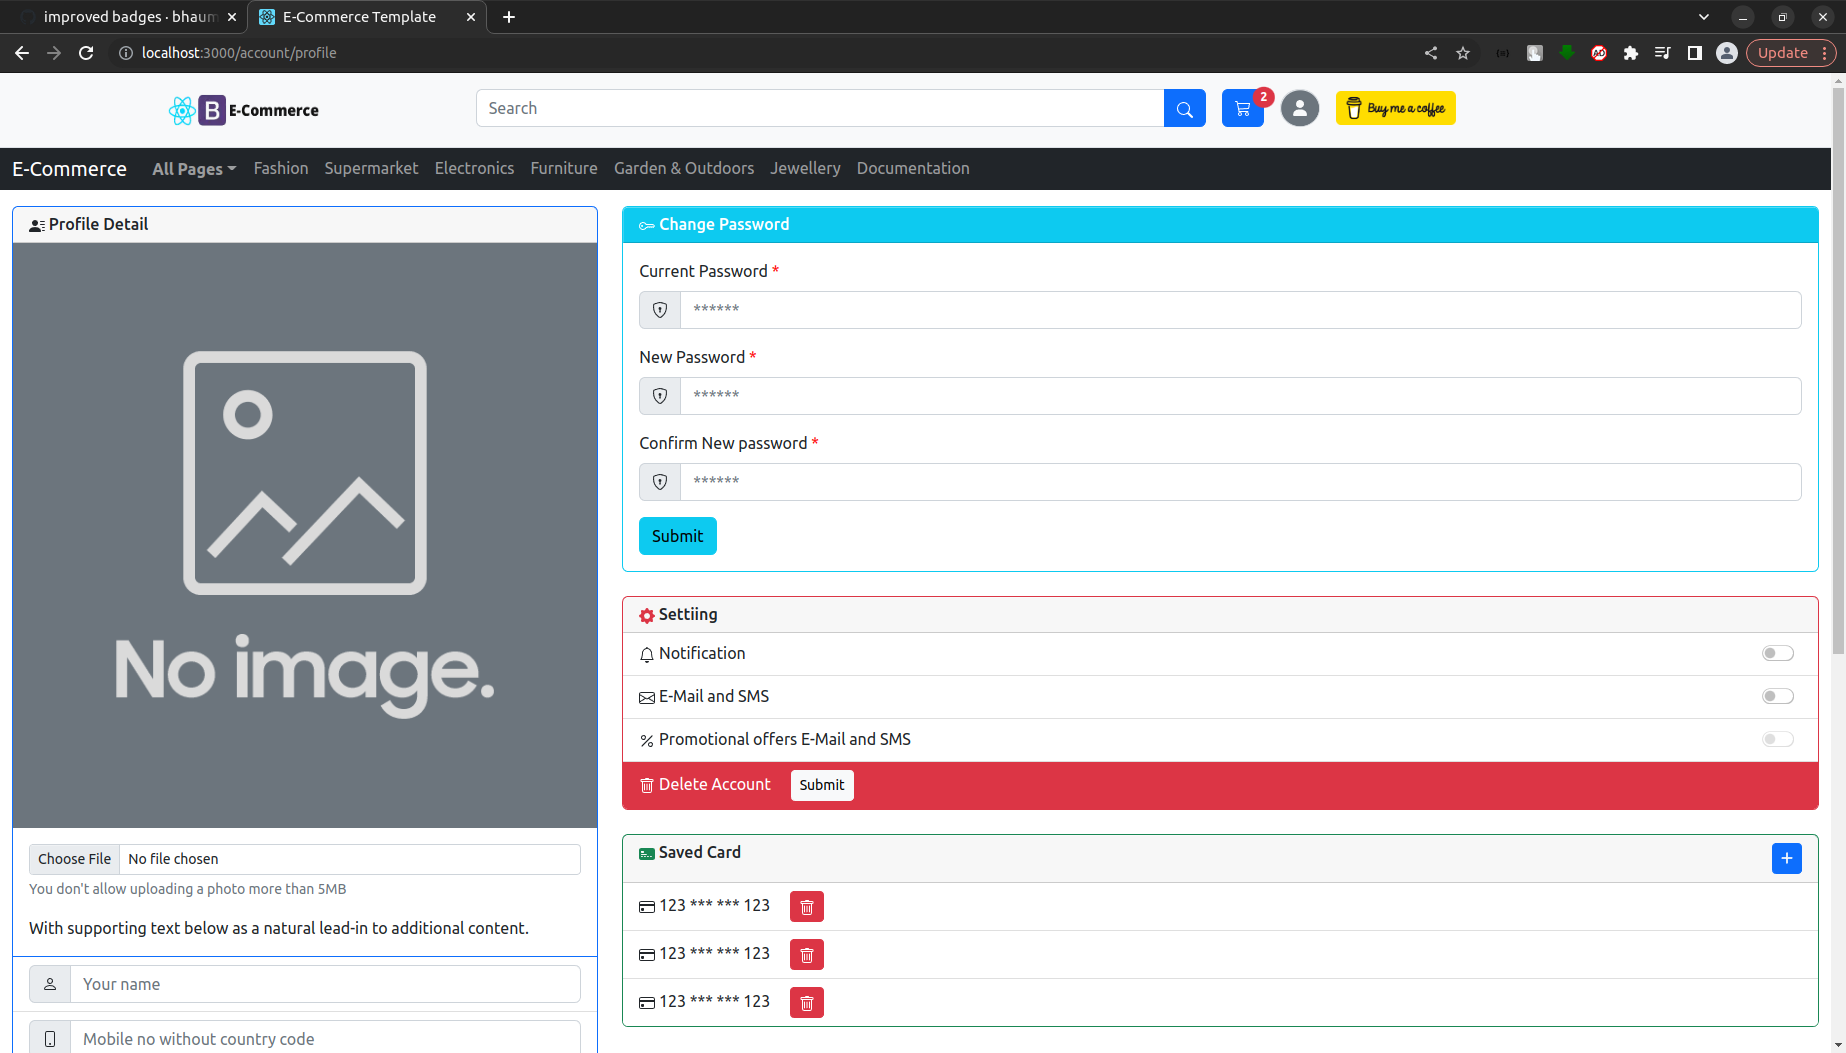 improved badges · bhaum
E-Commerce Template
localhost:3000/account/profile
Update
B E-Commerce
Search
2
Buy me a coffee
E-Commerce All Pages Fashion Supermarket Electronics Furniture Garden & Outdoors Jewellery Documentation
Profile Detail
No image.
Choose File No file chosen
You don't allow uploading a photo more than 5MB
With supporting text below as a natural lead-in to additional content.
Your name
Mobile no without country code
Change Password
Current Password *
******
New Password *
******
Confirm New password *
******
Submit
Settiing
Notification
E-Mail and SMS
Promotional offers E-Mail and SMS
Delete Account Submit
Saved Card
+
123 *** *** 123
123 *** *** 123
123 *** *** 123